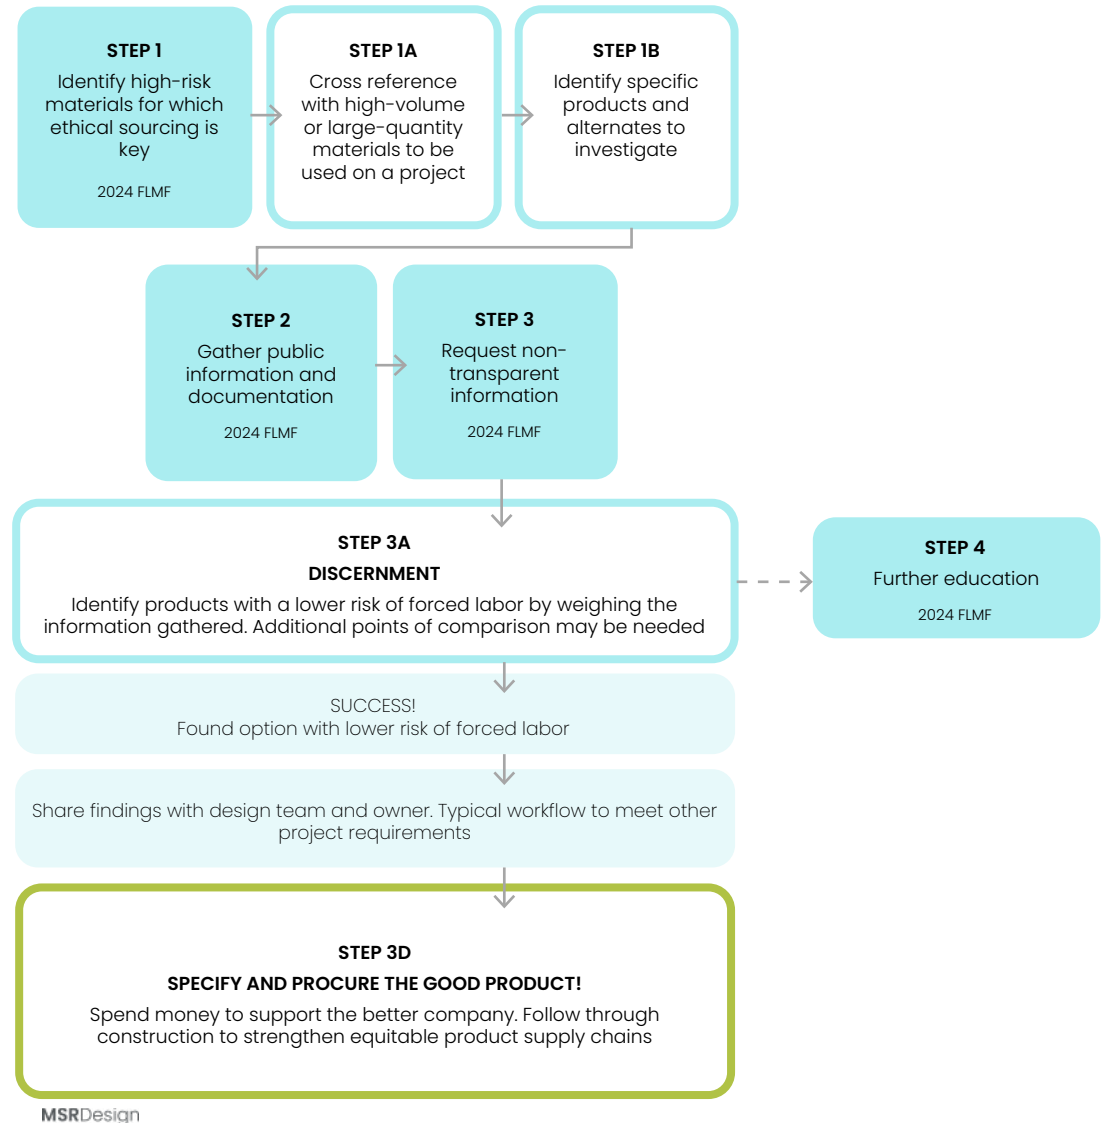 STEP 1
Identify high-risk
materials for which
ethical sourcing is
key
2024 FLMF
STEP 1A
Cross reference
with high-volume
or large-quantity
materials to be
used on a project
STEP 1B
Identify specific
products and
alternates to
investigate
STEP 2
Gather public
information and
documentation
2024 FLMF
STEP 3
Request non-
transparent
information
2024 FLMF
STEP 3A
DISCERNMENT
Identify products with a lower risk of forced labor by weighing the
information gathered. Additional points of comparison may be needed
STEP 4
Further education
2024 FLMF
SUCCESS!
Found option with lower risk of forced labor
Share findings with design team and owner. Typical workflow to meet other
project requirements
STEP 3D
SPECIFY AND PROCURE THE GOOD PRODUCT!
Spend money to support the better company. Follow through
construction to strengthen equitable product supply chains
MSRDesign